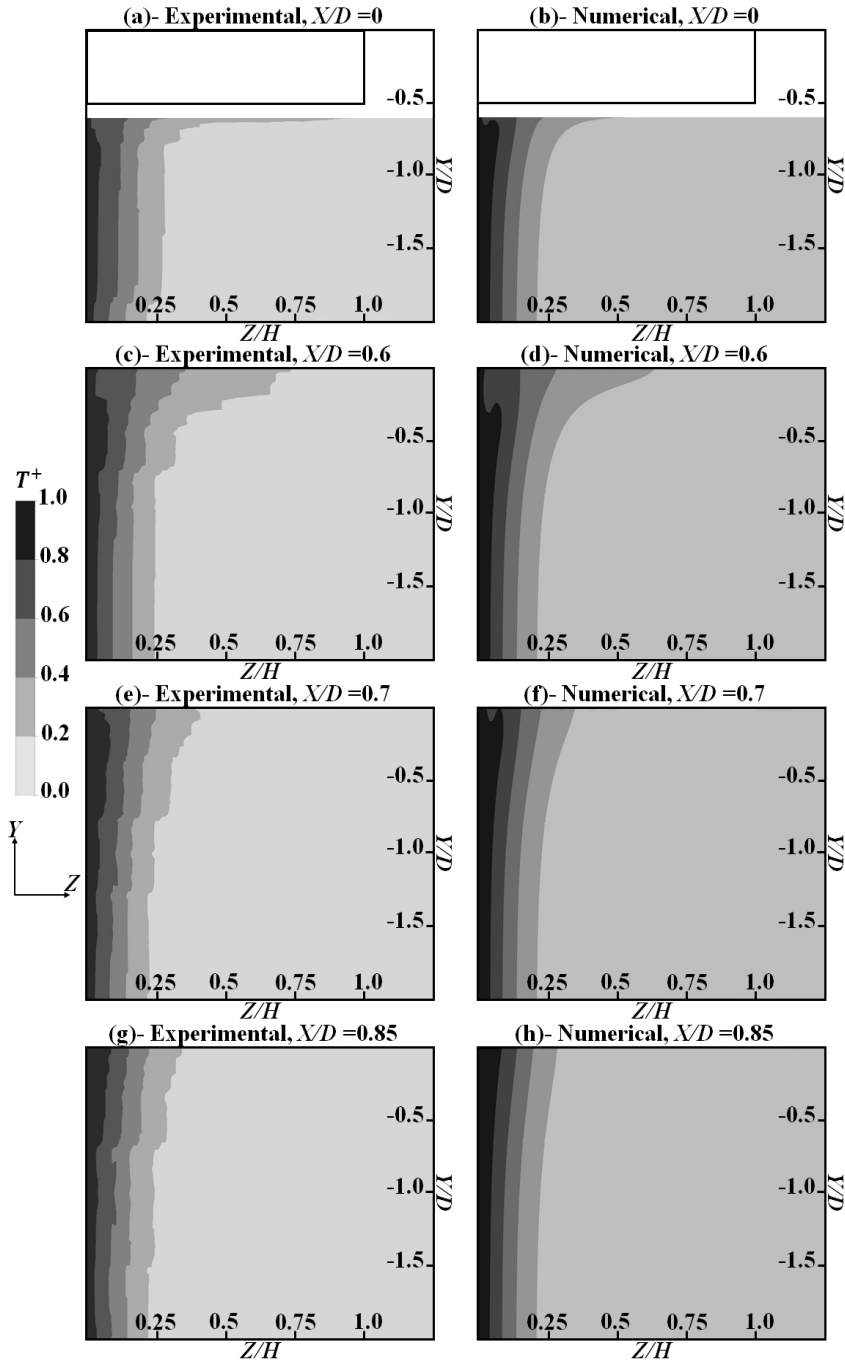 (a)- Experimental, X/D =0
-0.5
-1.0
Y/D
-1.5
0.25 0.5 0.75 1.0
Z/H
(b)- Numerical, X/D =0
-0.5
-1.0
Y/D
-1.5
0.25 0.5 0.75 1.0
Z/H
(c)- Experimental, X/D =0.6
-0.5
-1.0
Y/D
-1.5
0.25 0.5 0.75 1.0
Z/H
(d)- Numerical, X/D =0.6
-0.5
-1.0
Y/D
-1.5
0.25 0.5 0.75 1.0
Z/H
T+
1.0
0.8
0.6
0.4
0.2
0.0
Y
Z
(e)- Experimental, X/D =0.7
-0.5
-1.0
Y/D
-1.5
0.25 0.5 0.75 1.0
Z/H
(f)- Numerical, X/D =0.7
-0.5
-1.0
Y/D
-1.5
0.25 0.5 0.75 1.0
Z/H
(g)- Experimental, X/D =0.85
-0.5
-1.0
Y/D
-1.5
0.25 0.5 0.75 1.0
Z/H
(h)- Numerical, X/D =0.85
-0.5
-1.0
Y/D
-1.5
0.25 0.5 0.75 1.0
Z/H